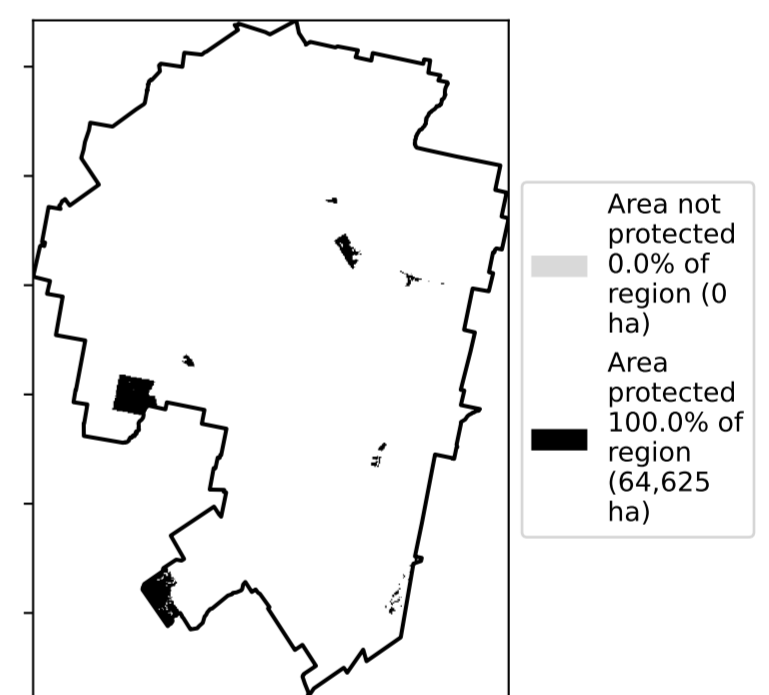 Area not
protected
0.0% of
region (0
ha)
Area
protected
100.0% of
region
(64,625
ha)